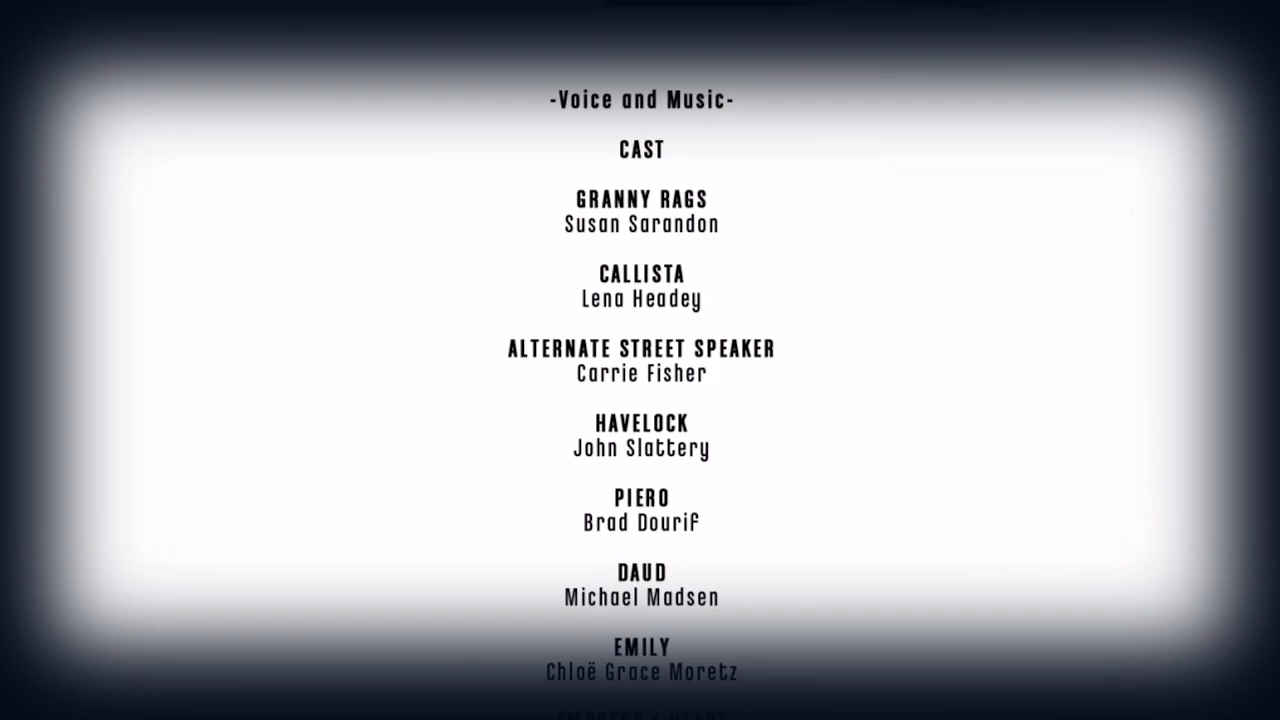 -Voice and Music-
CAST
GRANNY RAGS
Susan Sarandon
CALLISTA
Lena Headey
ALTERNATE STREET SPEAKER
Carrie Fisher
HAVELOCK
John Slattery
PIERO
Brad Dourif
DAUD
Michael Madsen
EMILY
Chloë Grace Moretz